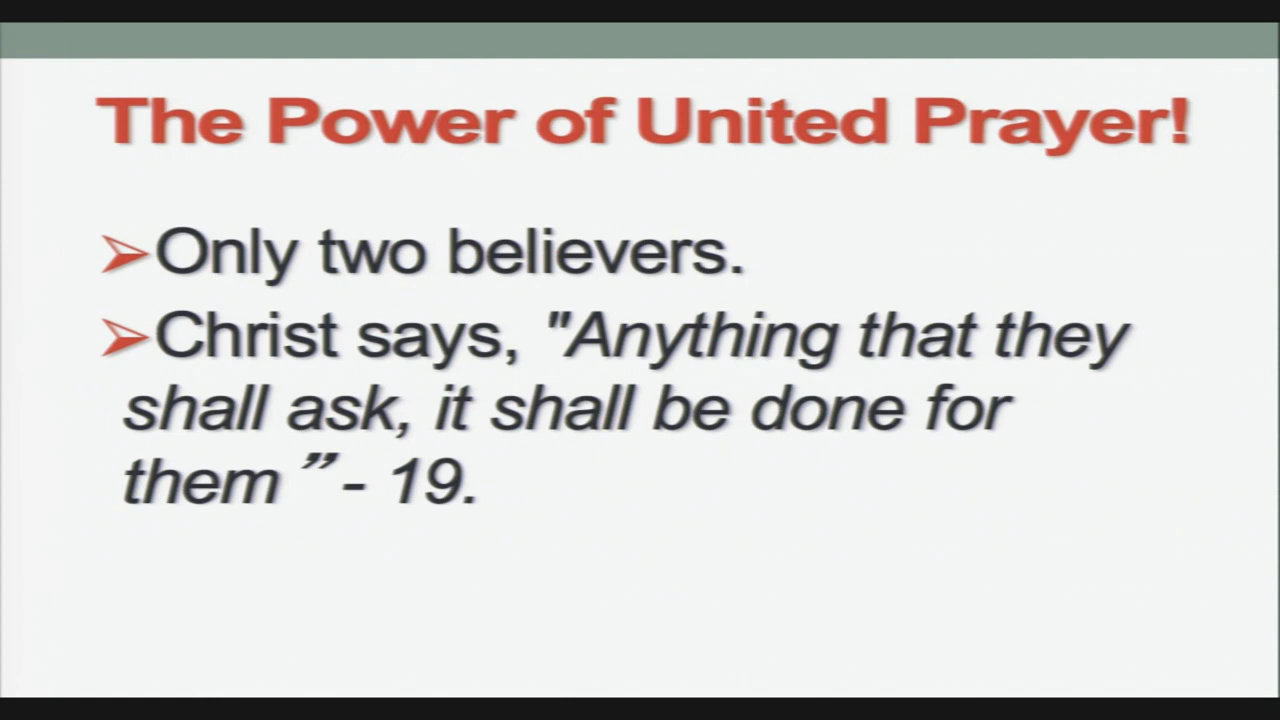 The Power of United Prayer!
➢Only two believers.
➢Christ says, "Anything that they
shall ask, it shall be done for
them ”- 19.